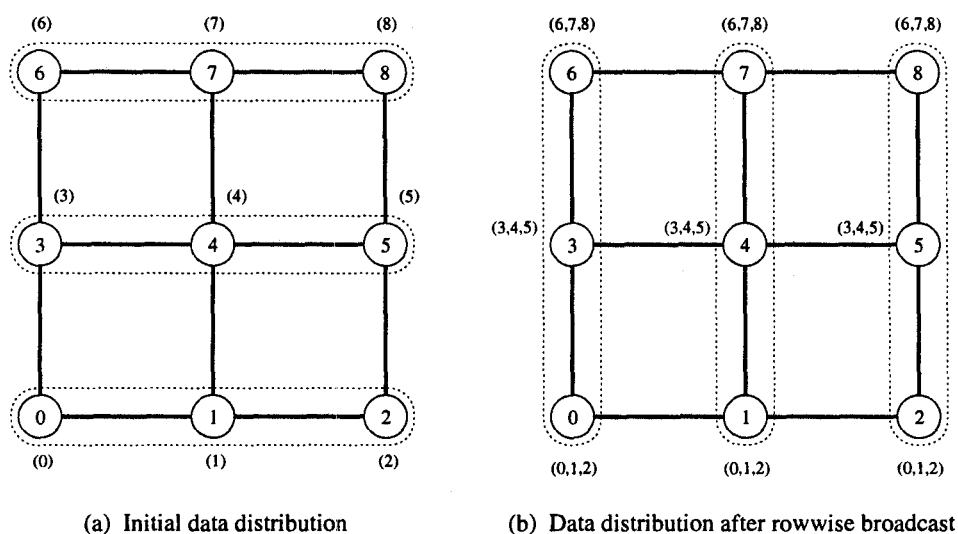 (6) (7) (8)
6 7 8
(3) (4) (5)
3 4 5
0 1 2
(0) (1) (2)
(a) Initial data distribution
(6,7,8) (6,7,8) (6,7,8)
6 7 8
(3,4,5) 3 (3,4,5) 4 (3,4,5) 5
0 1 2
(0,1,2) (0,1,2) (0,1,2)
(b) Data distribution after rowwise broadcast